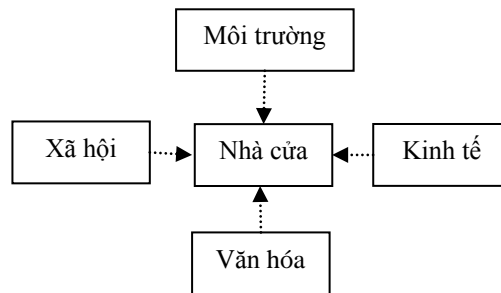 Môi trường
Xã hội
Nhà cửa
Kinh tế
Văn hóa